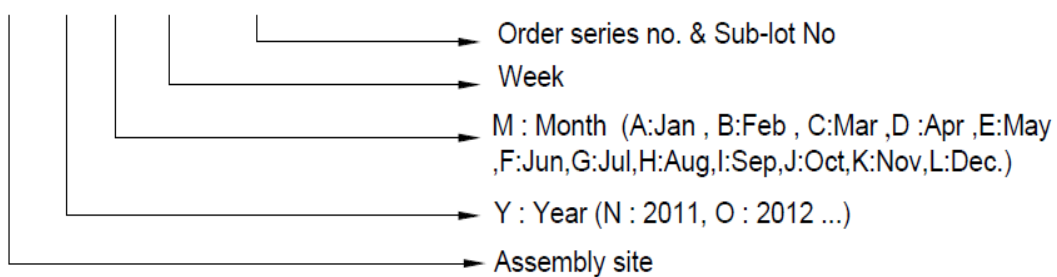 Order series no. & Sub-lot No
Week
M : Month (A:Jan , B:Feb , C:Mar ,D :Apr ,E:May
,F:Jun,G:Jul,H:Aug,I:Sep,J:Oct,K:Nov,L:Dec.)
Y : Year (N : 2011, O : 2012 ...)
Assembly site